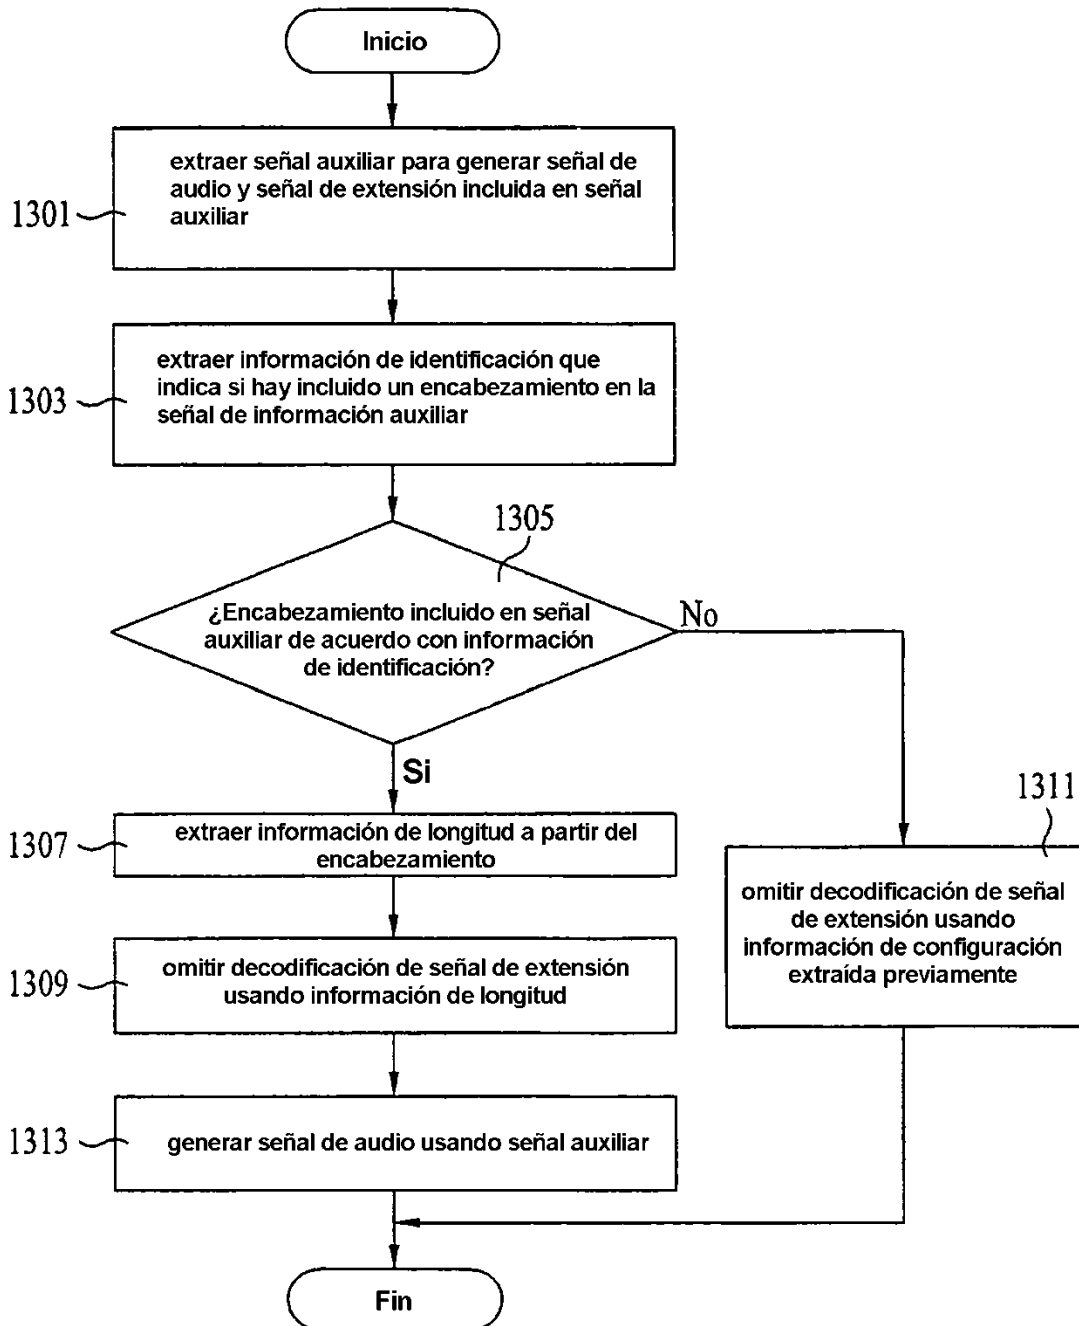 Inicio
extraer señal auxiliar para generar señal de
audio y señal de extensión incluida en señal
auxiliar
1301
extraer información de identificación que
indica si hay incluido un encabezamiento en la
señal de información auxiliar
1303
1305
¿Encabezamiento incluido en señal
auxiliar de acuerdo con información
de identificación?
No
Si
1311
extraer información de longitud a partir del
encabezamiento
1307
omitir decodificación de señal
de extensión usando
información de configuración
extraída previamente
omitir decodificación de señal de extensión
usando información de longitud
1309
generar señal de audio usando señal auxiliar
1313
Fin